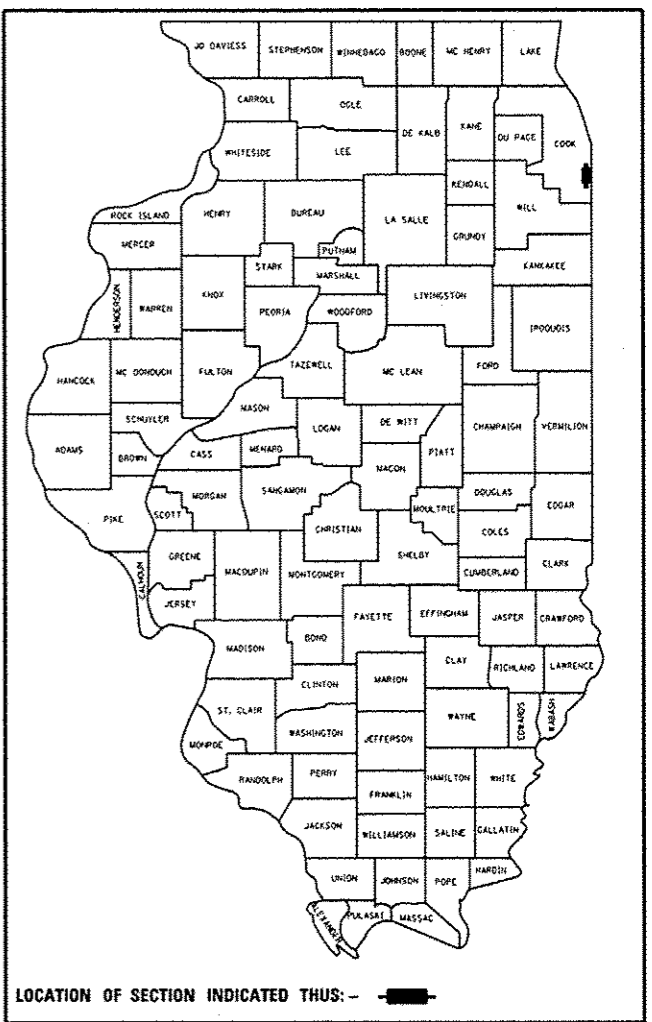 JO DAVIESS STEPHENSON WINNEBAGO BOONE MC HENRY LAKE
CARROLL OGLE DE KALB KANE DU PAGE COOK
WHITESIDE LEE
KENDALL WILL
ROCK ISLAND HENRY BUREAU LA SALLE GRUNDY
MERCER PUTNAM KANKAKEE
STARK MARSHALL
HENDERSON WARREN KNOX PEORIA WOODFORD LIVINGSTON IROQUOIS
HANCOCK MC DONOUGH FULTON TAZEWELL MC LEAN FORD
MASON
SCHUYLER LOGAN DE WITT CHAMPAIGN VERMILION
ADAMS BROWN CASS MENARD MACON PIATT
PIKE SCOTT MORGAN SANGAMON MOULTRIE DOUGLAS EDGAR
CHRISTIAN COLES
CALHOUN GREENE MACOUPIN MONTGOMERY SHELBY CUMBERLAND CLARK
JERSEY FAYETTE EFFINGHAM JASPER CRAWFORD
MADISON BOND
CLAY RICHLAND LAWRENCE
CLINTON MARION
ST. CLAIR WAYNE EDWARDS WABASH
WASHINGTON JEFFERSON
MONROE
RANDOLPH PERRY HAMILTON WHITE
FRANKLIN
JACKSON WILLIAMSON SALINE GALLATIN
UNION JOHNSON POPE HARDIN
ALEXANDER PULASKI MASSAC
LOCATION OF SECTION INDICATED THUS: -